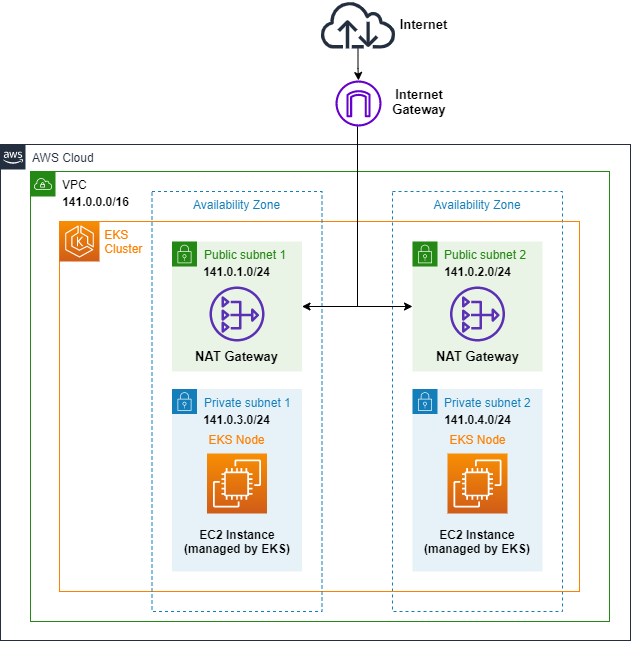 Internet
Internet
Gateway
aws
AWS Cloud
VPC
141.0.0.0/16
Availability Zone
Availability Zone
EKS
Cluster
Public subnet 1
141.0.1.0/24
NAT Gateway
Public subnet 2
141.0.2.0/24
NAT Gateway
Private subnet 1
141.0.3.0/24
EKS Node
EC2 Instance
(managed by EKS)
Private subnet 2
141.0.4.0/24
EKS Node
EC2 Instance
(managed by EKS)